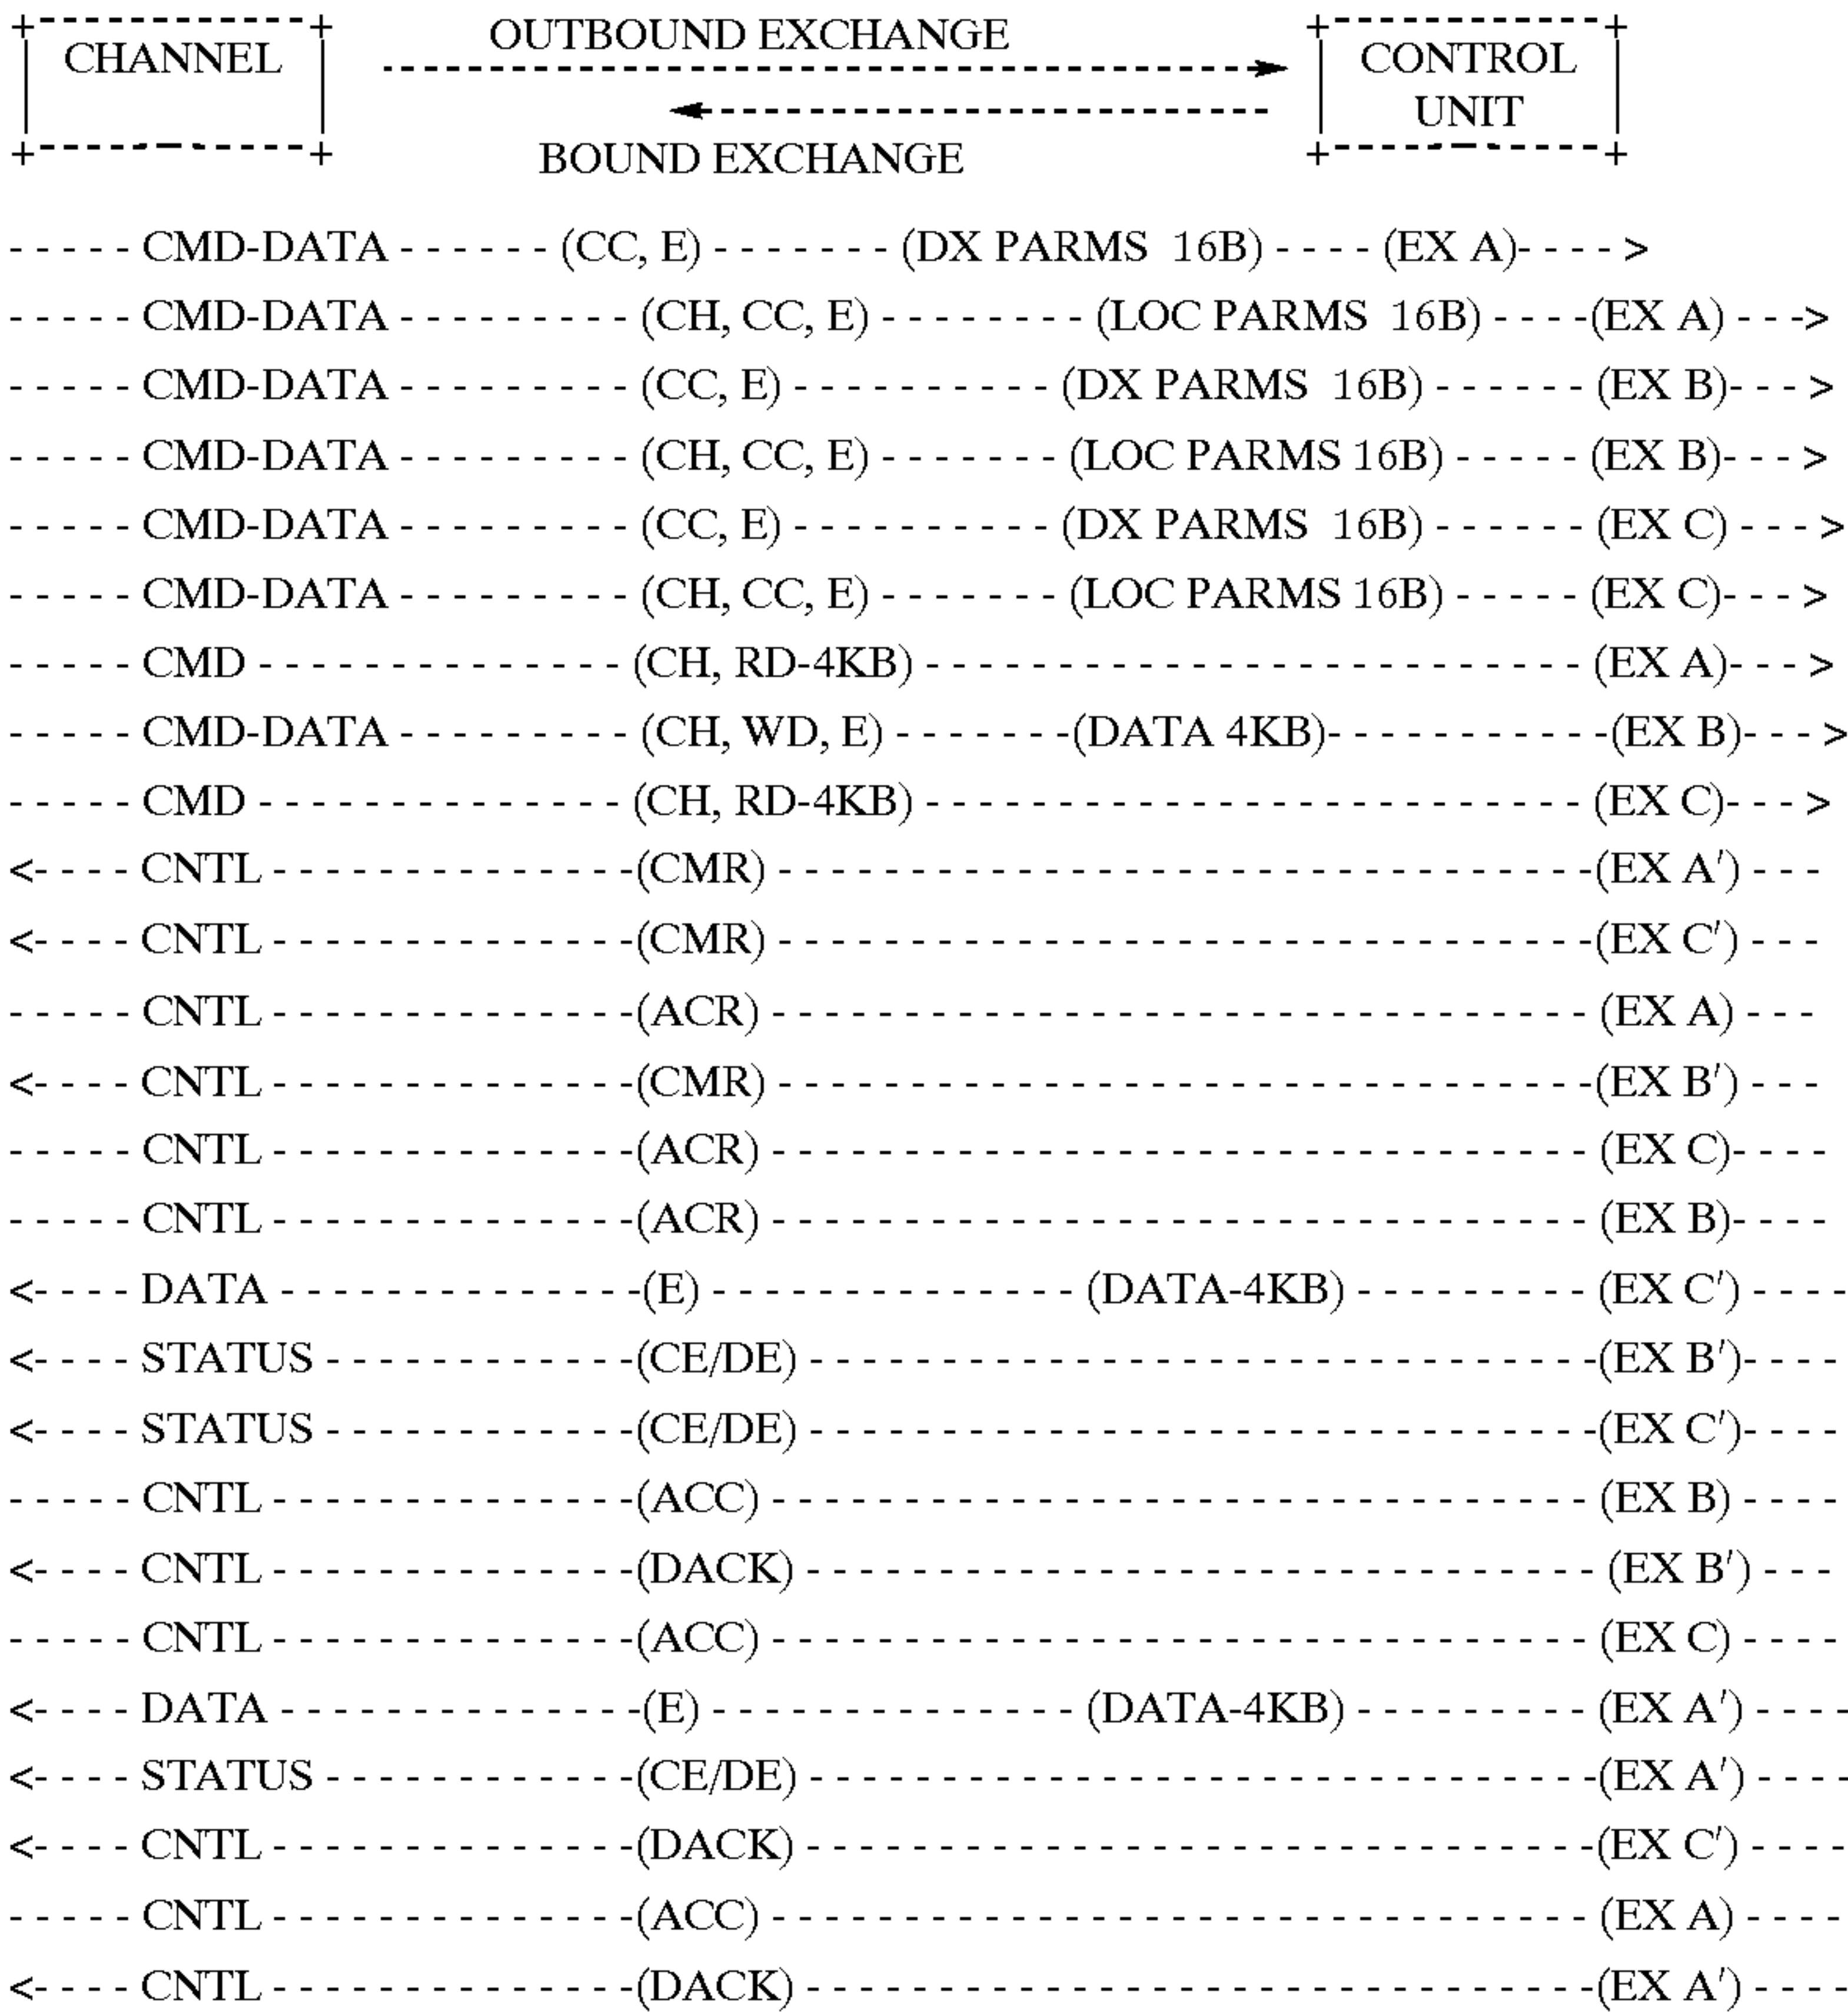 CHANNEL
OUTBOUND EXCHANGE
CONTROL
UNIT
BOUND EXCHANGE
- - - - - CMD-DATA - - - - - - (CC, E) - - - - - - - (DX PARMS 16B) - - - - (EX A)- - - - >
- - - - - CMD-DATA - - - - - - - - - (CH, CC, E) - - - - - - - - (LOC PARMS 16B) - - - -(EX A) - - ->
- - - - - CMD-DATA - - - - - - - - - (CC, E)- - - - - - - - - - (DX PARMS 16B) - - - - - - (EX B)- - - >
- - - - - CMD-DATA - - - - - - - - - (CH, CC, E) - - - - - - - (LOC PARMS 16B) - - - - - (EX B)- - - >
- - - - - CMD-DATA - - - - - - - - - (CC, E)- - - - - - - - - - (DX PARMS 16B) - - - - - - (EX C) - - - >
- - - - - CMD-DATA - - - - - - - - - (CH, CC, E) - - - - - - - (LOC PARMS 16B) - - - - - (EX C)- - - >
- - - - - CMD - - - - - - - - - - - - - - (CH, RD-4KB) - - - - - - - - - - - - - - - - - - - - - - - - - - (EX A)- - - >
- - - - - CMD-DATA - - - - - - - - - (CH, WD, E) - - - - - - -(DATA 4KB)- - - - - - - - - - -(EX B)- - - >
- - - - - CMD - - - - - - - - - - - - - - (CH, RD-4KB) - - - - - - - - - - - - - - - - - - - - - - - - - - (EX C)- - - >
<- - - - CNTL - - - - - - - - - - - - - -(CMR) - - - - - - - - - - - - - - - - - - - - - - - - - - - - - - - -(EX A') - - -
<- - - - CNTL - - - - - - - - - - - - - -(CMR) - - - - - - - - - - - - - - - - - - - - - - - - - - - - - - - -(EX C') - - -
- - - - - CNTL - - - - - - - - - - - - - -(ACR) - - - - - - - - - - - - - - - - - - - - - - - - - - - - - - - - (EX A) - - -
<- - - - CNTL - - - - - - - - - - - - - -(CMR) - - - - - - - - - - - - - - - - - - - - - - - - - - - - - - - -(EX B') - - -
- - - - - CNTL - - - - - - - - - - - - - -(ACR) - - - - - - - - - - - - - - - - - - - - - - - - - - - - - - - - (EX C)- - - -
- - - - - CNTL - - - - - - - - - - - - - -(ACR) - - - - - - - - - - - - - - - - - - - - - - - - - - - - - - - - (EX B)- - - -
<- - - - DATA - - - - - - - - - - - - - -(E) - - - - - - - - - - - - - - (DATA-4KB) - - - - - - - - - (EX C') - - - -
<- - - - STATUS - - - - - - - - - - - -(CE/DE) - - - - - - - - - - - - - - - - - - - - - - - - - - - - - - -(EX B')- - - -
<- - - - STATUS - - - - - - - - - - - -(CE/DE) - - - - - - - - - - - - - - - - - - - - - - - - - - - - - - -(EX C')- - - -
- - - - - CNTL - - - - - - - - - - - - - -(ACC) - - - - - - - - - - - - - - - - - - - - - - - - - - - - - - - - (EX B) - - - -
<- - - - CNTL - - - - - - - - - - - - - -(DACK) - - - - - - - - - - - - - - - - - - - - - - - - - - - - - - - (EX B') - - -
- - - - - CNTL - - - - - - - - - - - - - -(ACC) - - - - - - - - - - - - - - - - - - - - - - - - - - - - - - - - (EX C) - - - -
<- - - - DATA - - - - - - - - - - - - - -(E) - - - - - - - - - - - - - - (DATA-4KB) - - - - - - - - - (EX A') - - - -
<- - - - STATUS - - - - - - - - - - - -(CE/DE) - - - - - - - - - - - - - - - - - - - - - - - - - - - - - - -(EX A') - - - -
<- - - - CNTL - - - - - - - - - - - - - -(DACK) - - - - - - - - - - - - - - - - - - - - - - - - - - - - - - -(EX C') - - - -
- - - - - CNTL - - - - - - - - - - - - - -(ACC) - - - - - - - - - - - - - - - - - - - - - - - - - - - - - - - - (EX A) - - - -
<- - - - CNTL - - - - - - - - - - - - - -(DACK) - - - - - - - - - - - - - - - - - - - - - - - - - - - - - - -(EX A') - - - -